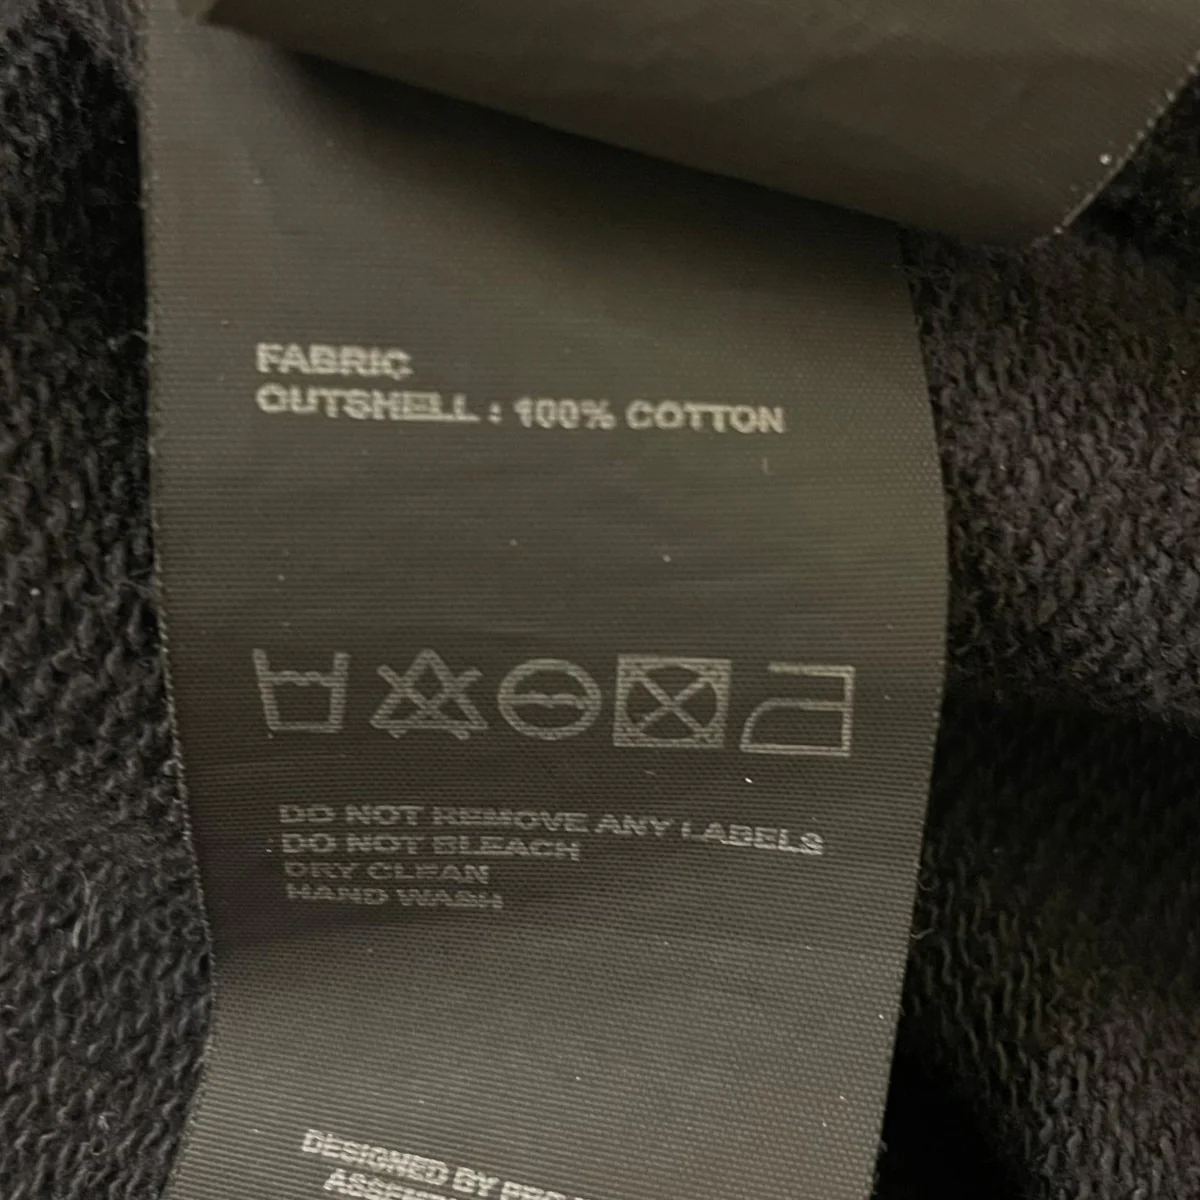 FABRIC
OUTSHELL : 100% COTTON
DO NOT REMOVE ANY LABELS
DO NOT BLEACH
DRY CLEAN
HAND WASH
DESIGNED BY